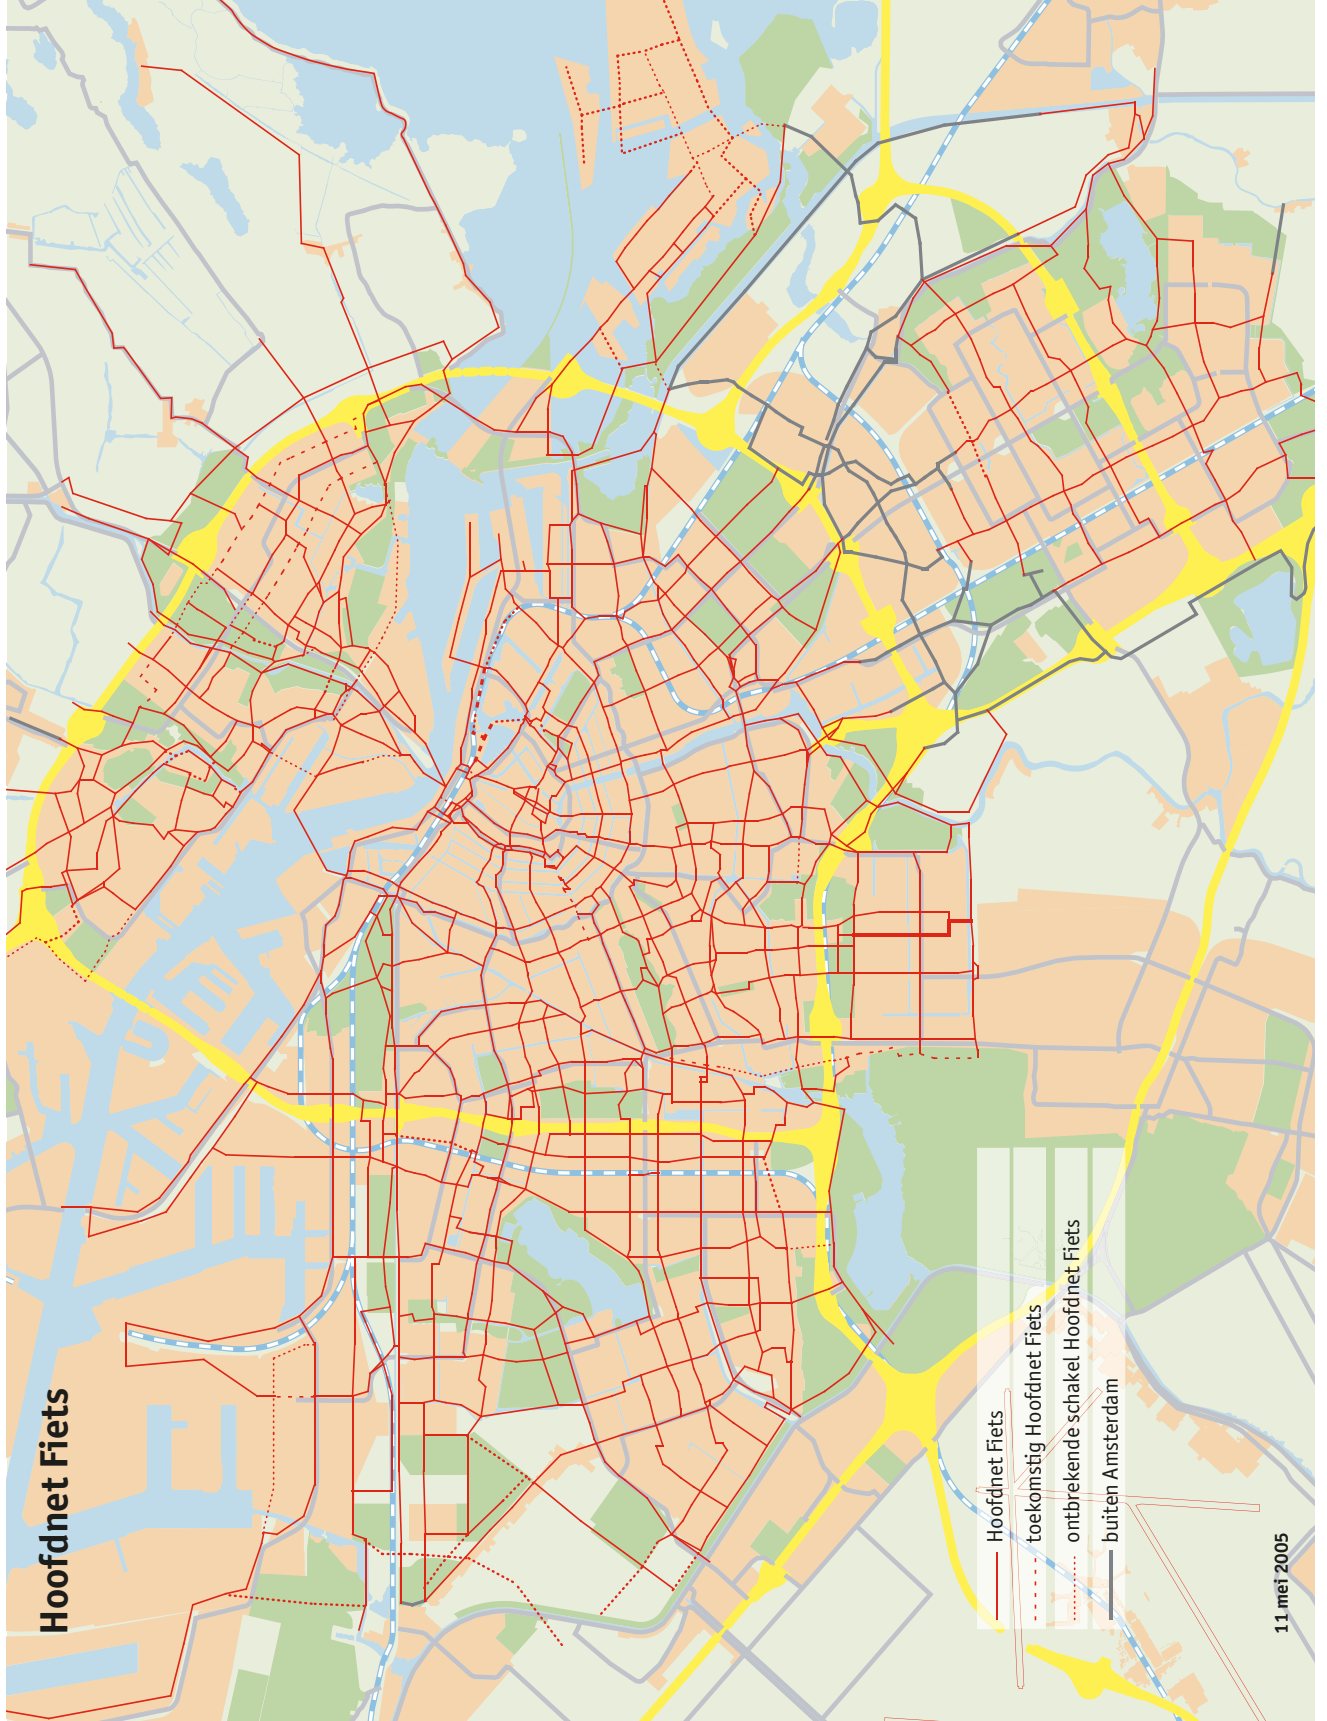 Hoofdnet Fiets
Hoofdnet Fiets
toekomstig Hoofdnet Fiets
ontbrekende schakel Hoofdnet Fiets
buiten Amsterdam
11 mei 2005